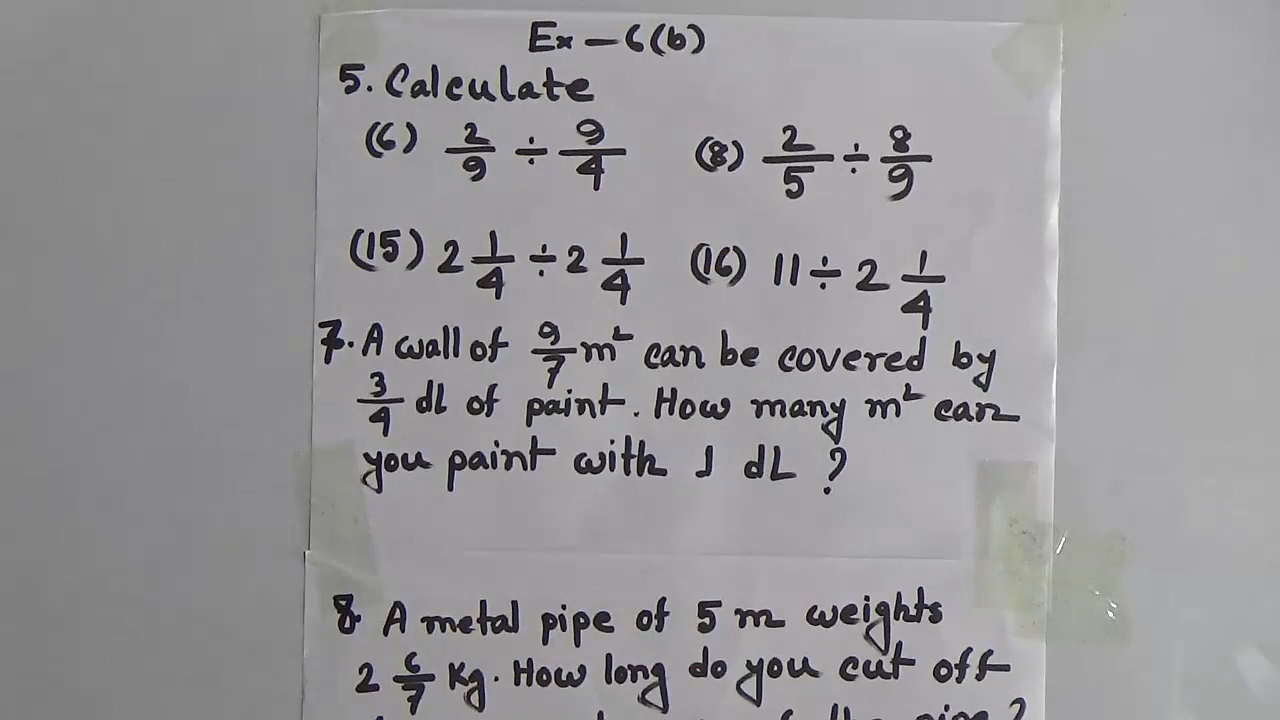 Ex - 6(b)
5. Calculate
(6) 2/9 ÷ 9/4 (8) 2/5 ÷ 8/9
(15) 2 1/4 ÷ 2 1/4 (16) 11 ÷ 2 1/4
7. A wall of 9/7 m² can be covered by
3/4 dL of paint. How many m² can
you paint with 1 dL ?
8 A metal pipe of 5 m weights
2 6/7 Kg. How long do you cut off